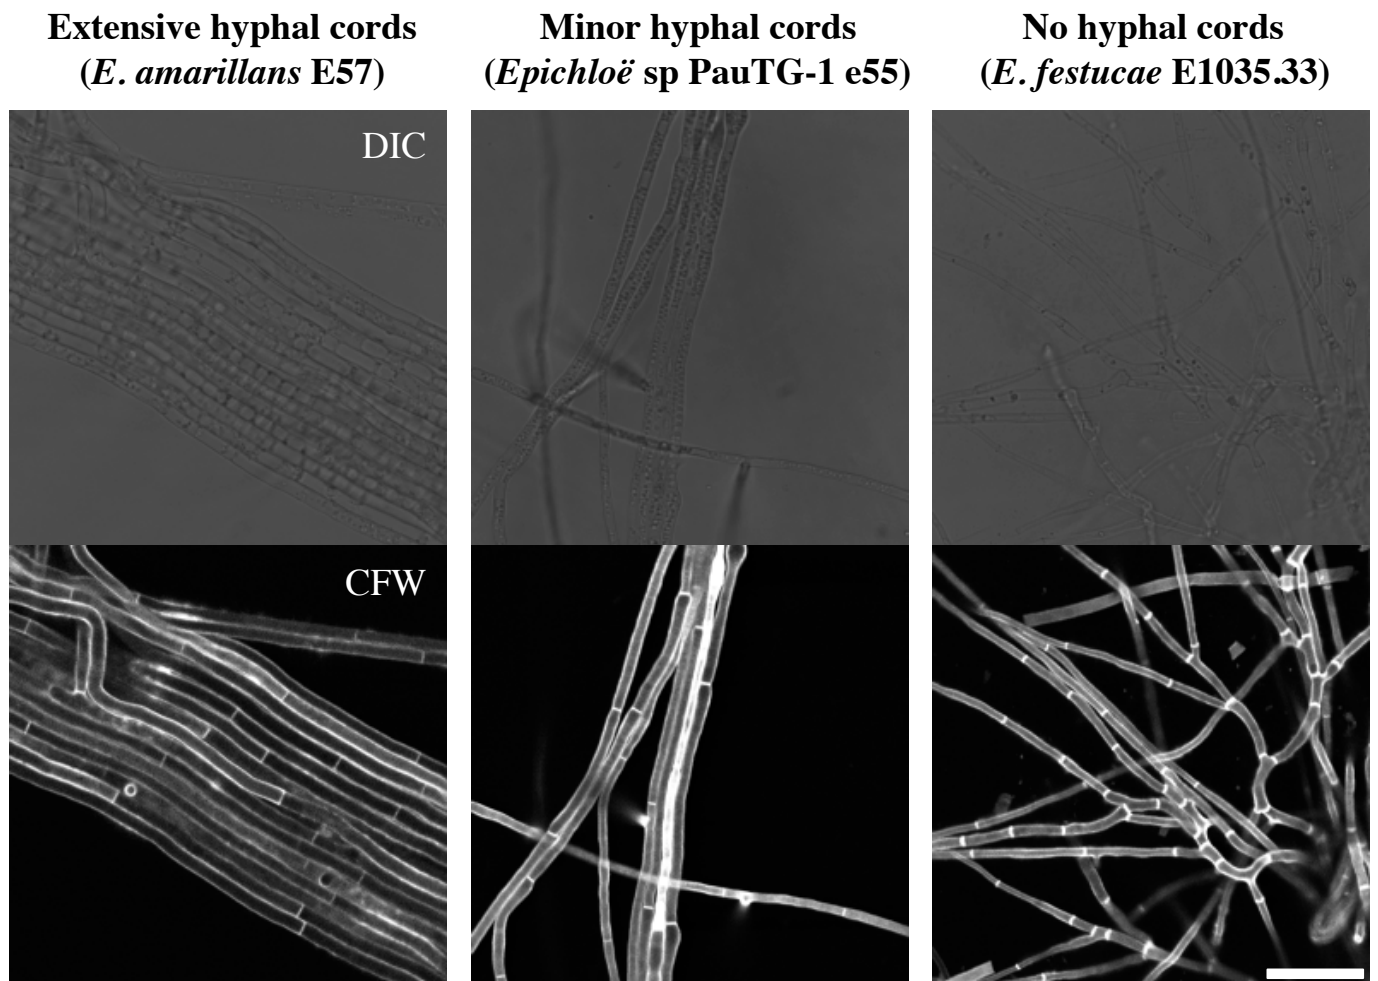 Extensive hyphal cords
(E. amarillans E57)
Minor hyphal cords
(Epichloë sp PauTG-1 e55)
No hyphal cords
(E. festucae E1035.33)
DIC
CFW